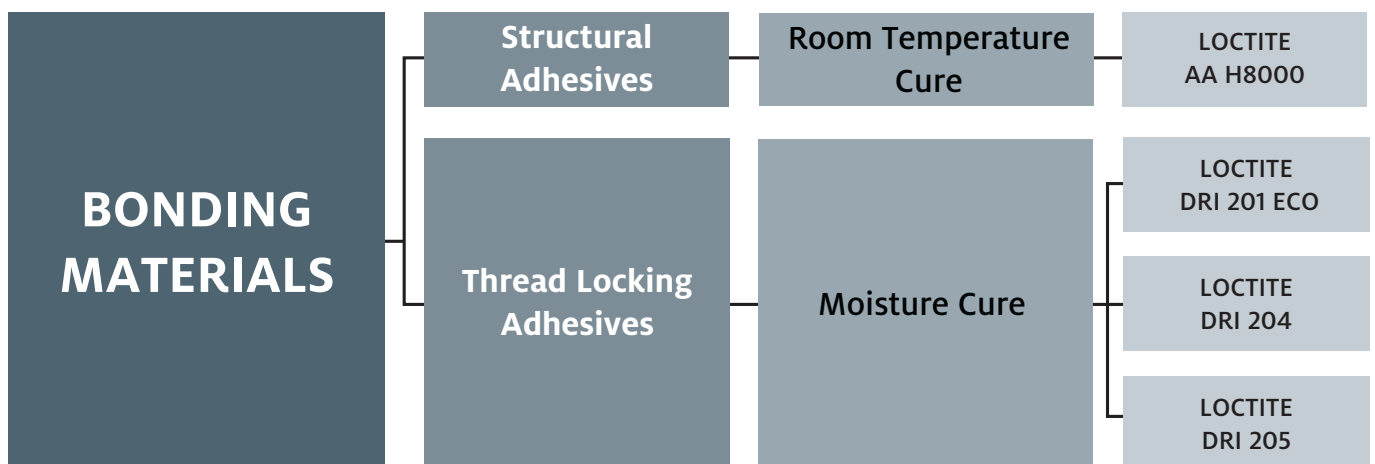 BONDING
MATERIALS
Structural
Adhesives
Room Temperature
Cure
LOCTITE
AA H8000
Thread Locking
Adhesives
Moisture Cure
LOCTITE
DRI 201 ECO
LOCTITE
DRI 204
LOCTITE
DRI 205